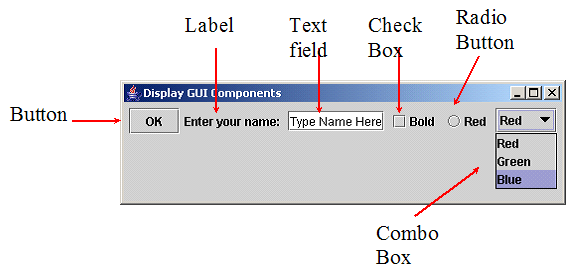 Label
Text
field
Check
Box
Radio
Button
Button
Display GUI Components
OK
Enter your name:
Type Name Here
Bold
Red
Red
Red
Green
Blue
Combo
Box